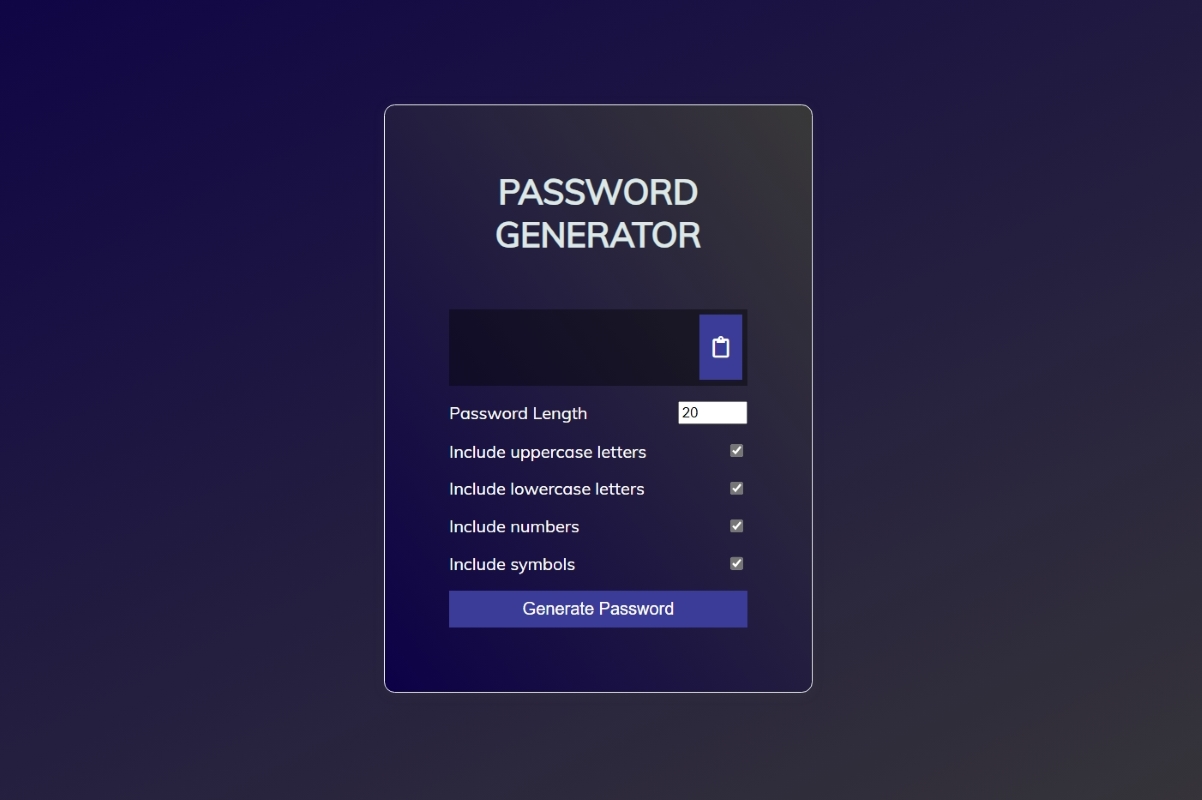 PASSWORD
GENERATOR
Password Length 20
Include uppercase letters
Include lowercase letters
Include numbers
Include symbols
Generate Password